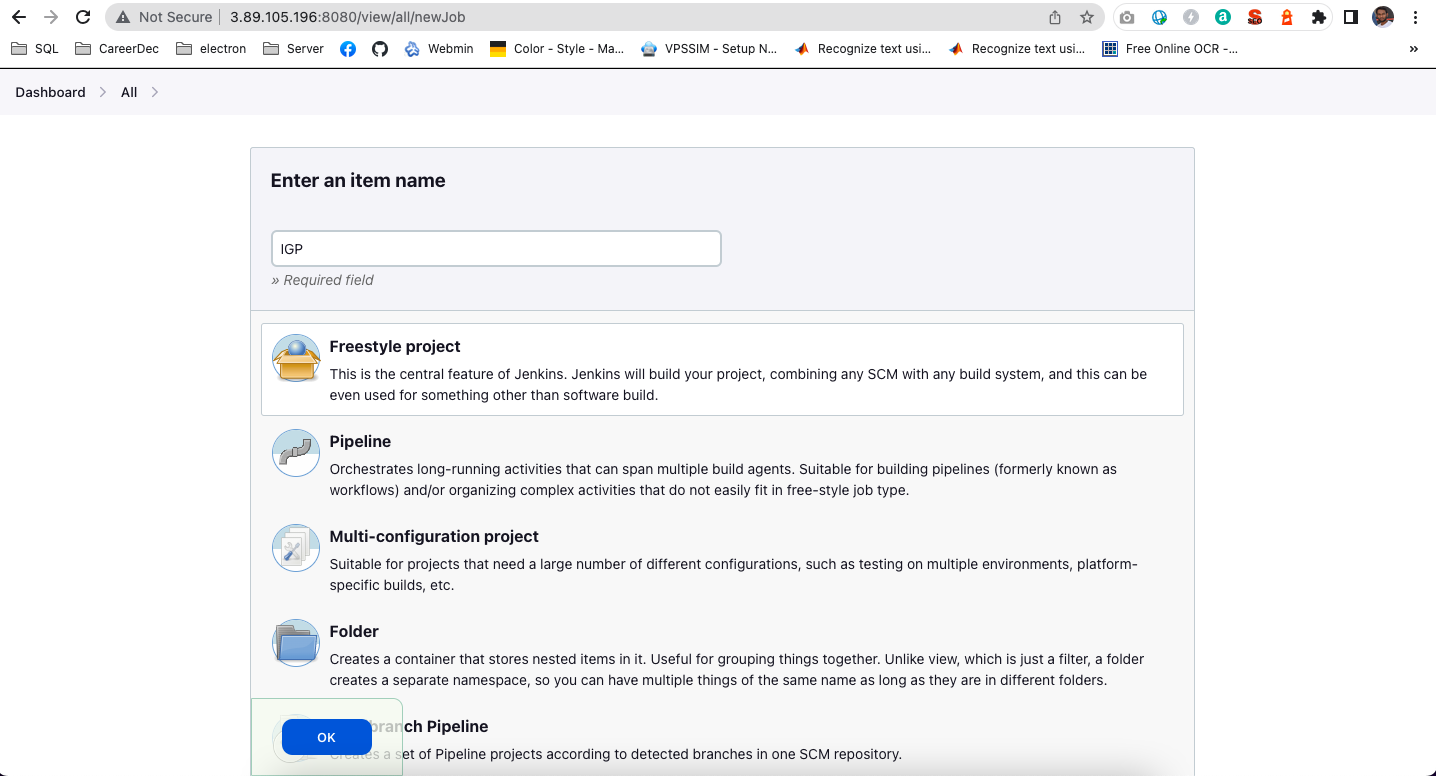 Not Secure 3.89.105.196:8080/view/all/newJob
SQL CareerDec electron Server Webmin Color - Style - Ma... VPSSIM - Setup N... Recognize text usi... Recognize text usi... Free Online OCR -... »
Dashboard All
Enter an item name
IGP
» Required field
Freestyle project
This is the central feature of Jenkins. Jenkins will build your project, combining any SCM with any build system, and this can be
even used for something other than software build.
Pipeline
Orchestrates long-running activities that can span multiple build agents. Suitable for building pipelines (formerly known as
workflows) and/or organizing complex activities that do not easily fit in free-style job type.
Multi-configuration project
Suitable for projects that need a large number of different configurations, such as testing on multiple environments, platform-
specific builds, etc.
Folder
Creates a container that stores nested items in it. Useful for grouping things together. Unlike view, which is just a filter, a folder
creates a separate namespace, so you can have multiple things of the same name as long as they are in different folders.
OK
branch Pipeline
Creates a set of Pipeline projects according to detected branches in one SCM repository.